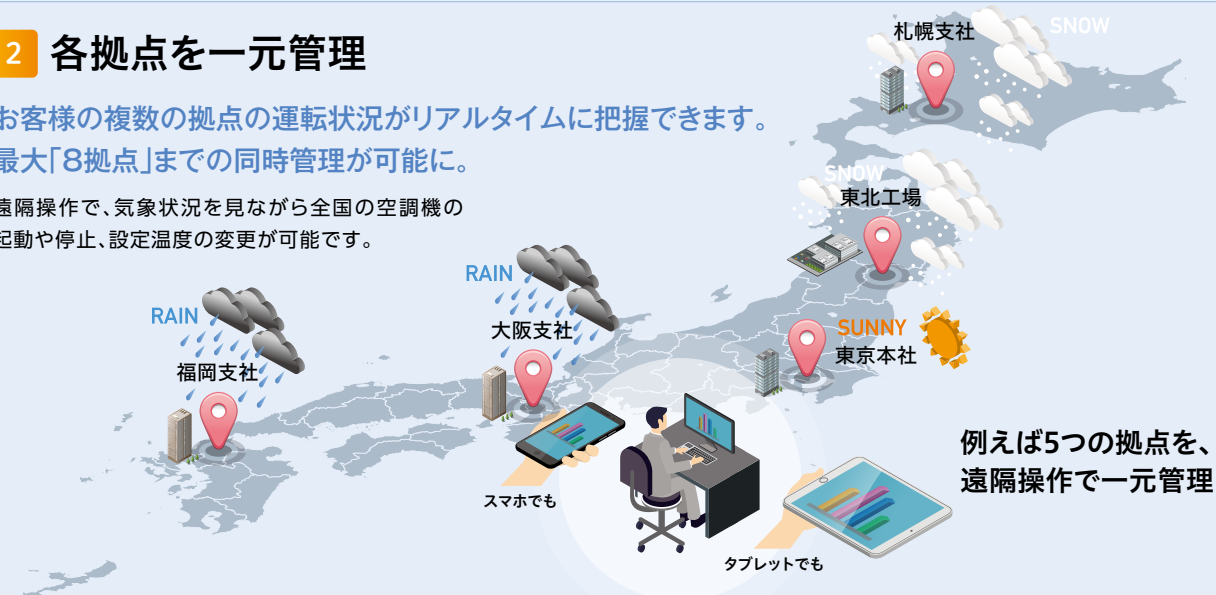 2 各拠点を一元管理
お客様の複数の拠点の運転状況がリアルタイムに把握できます。
最大「8拠点」までの同時管理が可能に。
遠隔操作で、気象状況を見ながら全国の空調機の
起動や停止、設定温度の変更が可能です。
札幌支社
SNOW
SNOW
東北工場
SUNNY
東京本社
RAIN
大阪支社
RAIN
福岡支社
スマホでも
タブレットでも
例えば5つの拠点を、
遠隔操作で一元管理